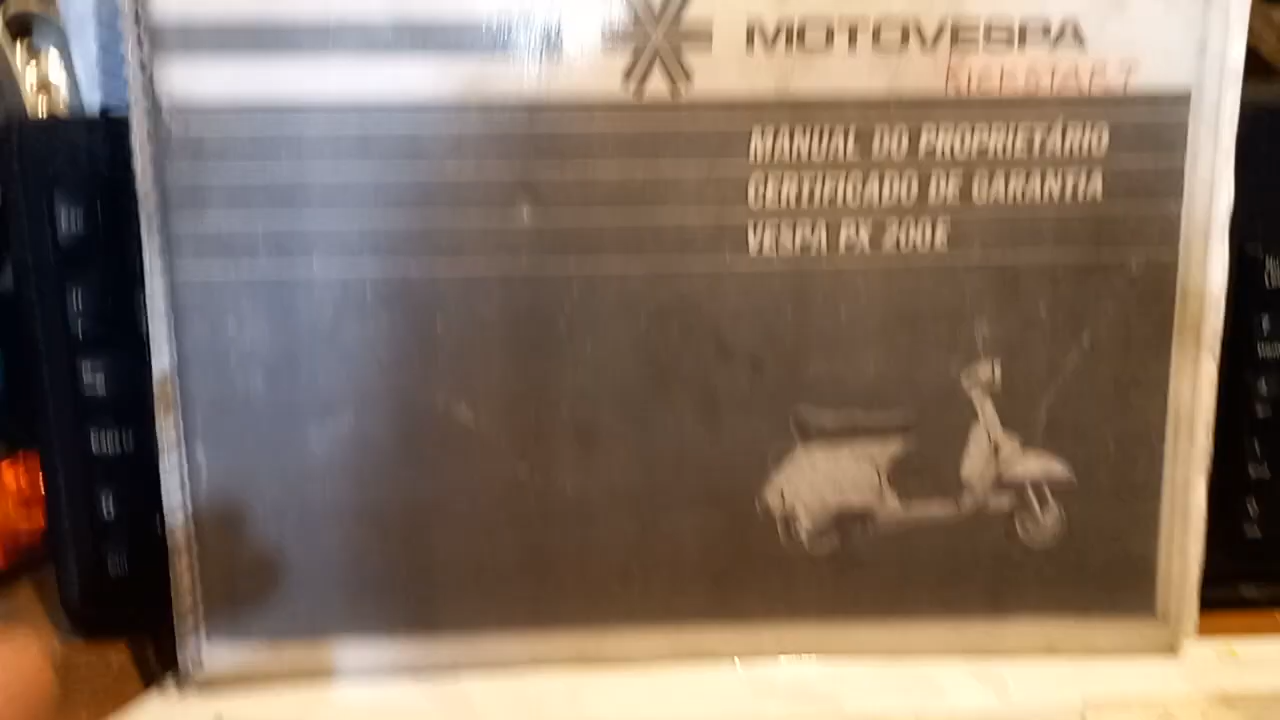 MOTOVESPA
MANUAL DO PROPRIETÁRIO
CERTIFICADO DE GARANTIA
VESPA PX 200E